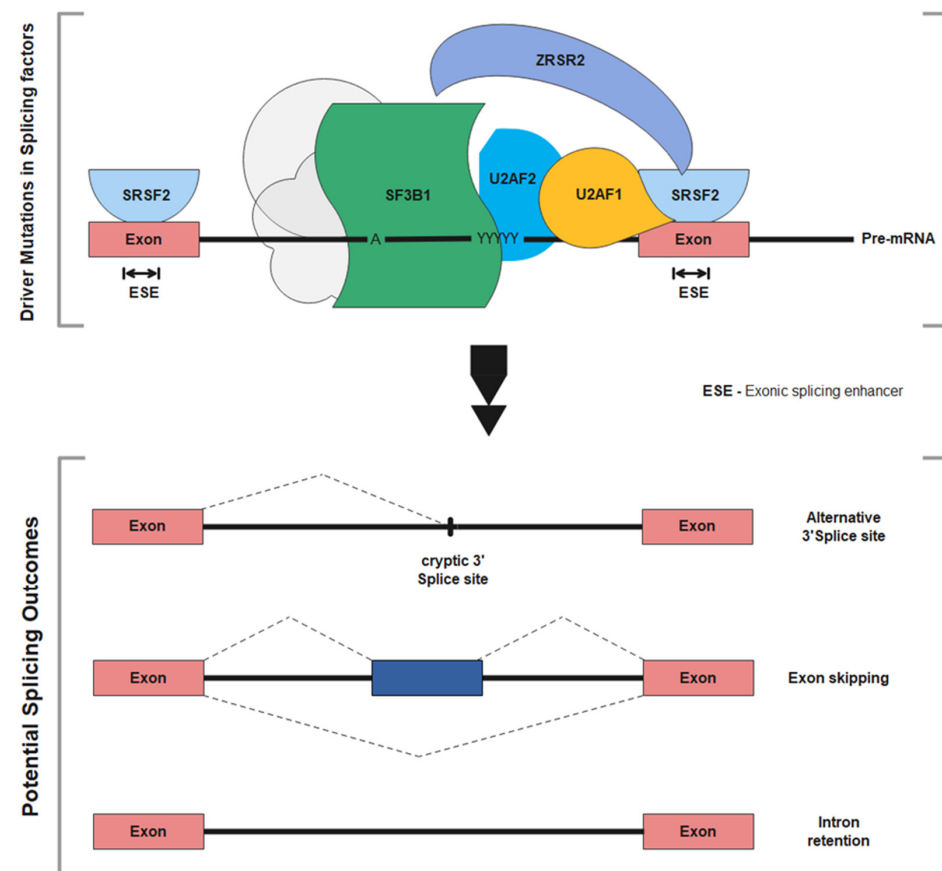 Driver Mutations in Splicing factors
ZRSR2
SRSF2
SF3B1
U2AF2
U2AF1
SRSF2
Exon
A
YYYYY
Exon
Pre-mRNA
ESE
ESE
ESE - Exonic splicing enhancer
Potential Splicing Outcomes
Exon
Exon
Alternative
3'Splice site
cryptic 3'
Splice site
Exon
Exon
Exon skipping
Exon
Exon
Intron
retention